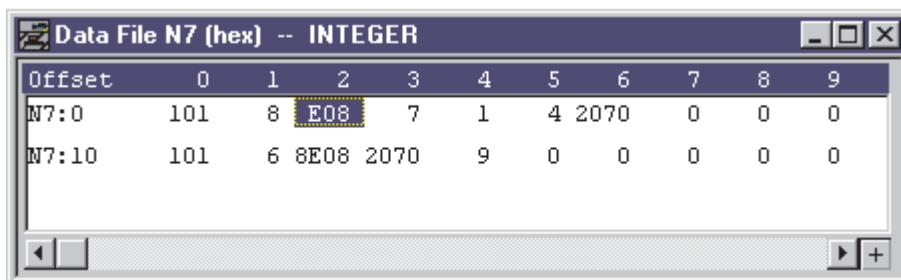 Data File N7 (hex) -- INTEGER
Offset 0 1 2 3 4 5 6 7 8 9
N7:0 101 8 E08 7 1 4 2070 0 0 0
N7:10 101 6 8E08 2070 9 0 0 0 0 0